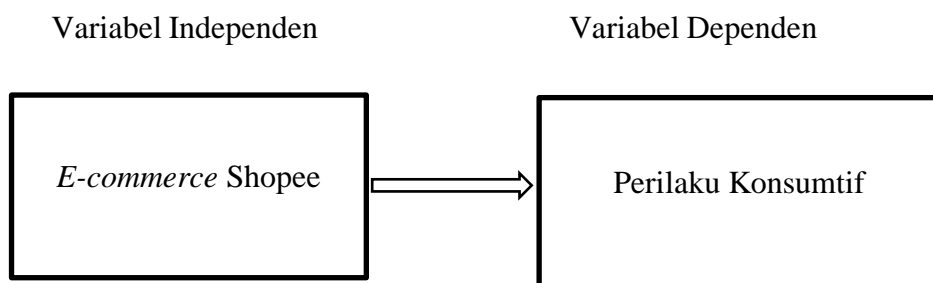 Variabel Independen
Variabel Dependen
E-commerce Shopee
Perilaku Konsumtif